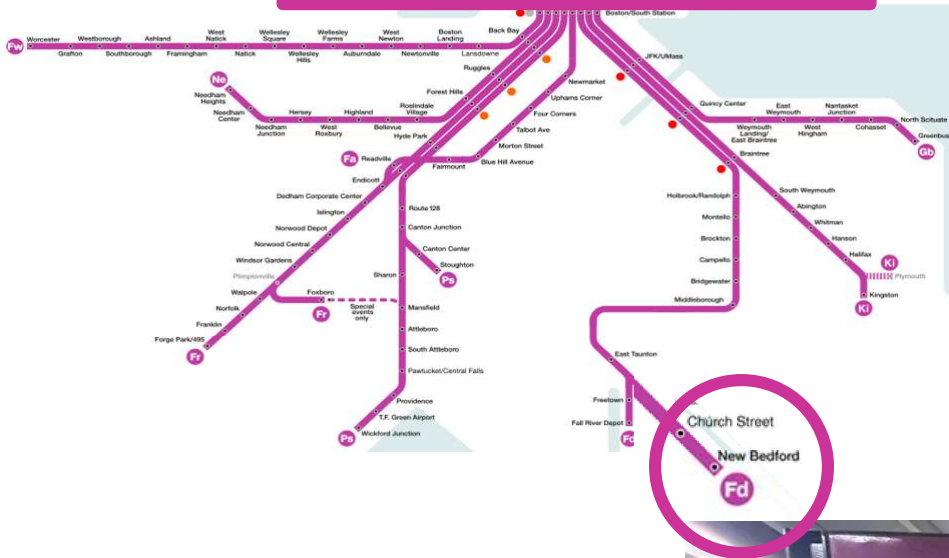 Boston/South Station
Fw
Worcester
Grafton
Westborough
Southborough
Ashland
Framingham
West
Natick
Natick
Wellesley
Square
Wellesley
Hills
Wellesley
Farms
Auburndale
West
Newton
Newtonville
Boston
Landing
Lansdowne
Back Bay
Ruggles
Forest Hills
Roslindale
Village
Hyde Park
Ne
Needham
Heights
Needham
Center
Needham
Junction
Hersey
West
Roxbury
Highland
Bellevue
Newmarket
Uphams Corner
Four Corners
Talbot Ave
Morton Street
Blue Hill Avenue
Fairmount
Fa
Readville
Endicott
Dedham Corporate Center
Islington
Norwood Depot
Norwood Central
Windsor Gardens
Plimptonville
Walpole
Norfolk
Franklin
Forge Park/495
Fr
Foxboro
Fr
Special
events
only
Route 128
Canton Junction
Canton Center
Stoughton
Ps
Sharon
Mansfield
Attleboro
South Attleboro
Pawtucket/Central Falls
Providence
T.F. Green Airport
Wickford Junction
Ps
JFK/UMass
Quincy Center
Weymouth
Landing/
East Braintree
East
Weymouth
West
Hingham
Nantasket
Junction
Cohasset
North Scituate
Greenbus
Gb
Braintree
South Weymouth
Abington
Whitman
Hanson
Halifax
Ki
Plymouth
Kingston
Ki
Holbrook/Randolph
Montello
Brockton
Campello
Bridgewater
Middleborough
East Taunton
Freetown
Fall River Depot
Fd
Church Street
New Bedford
Fd